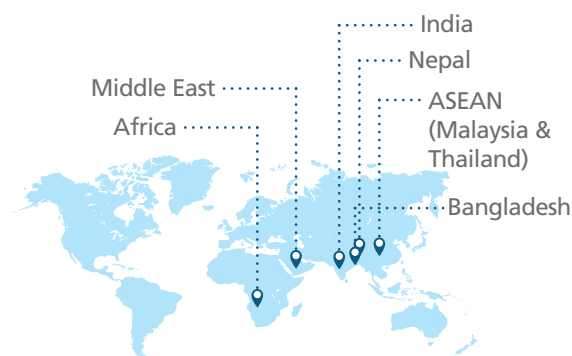 India
Nepal
Middle East
ASEAN
(Malaysia &
Thailand)
Africa
Bangladesh